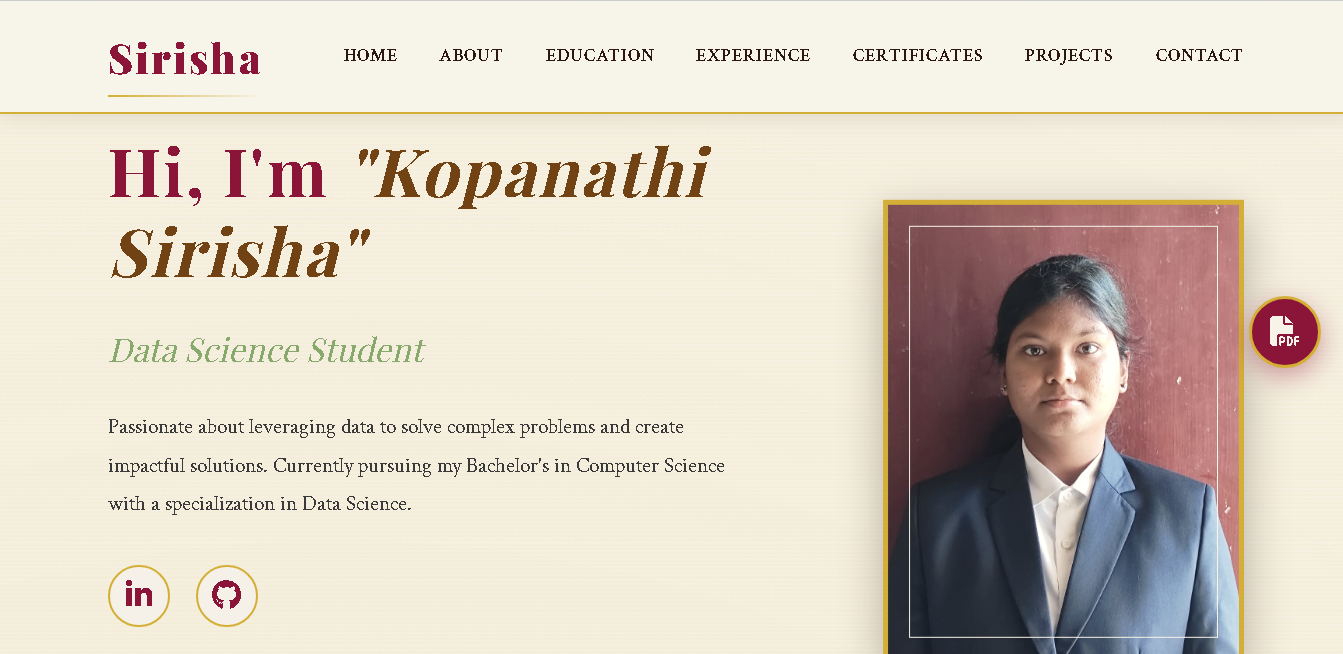 Sirisha
HOME ABOUT EDUCATION EXPERIENCE CERTIFICATES PROJECTS CONTACT
Hi, I'm "Kopanathi
Sirisha"
Data Science Student
Passionate about leveraging data to solve complex problems and create
impactful solutions. Currently pursuing my Bachelor's in Computer Science
with a specialization in Data Science.
in
PDF